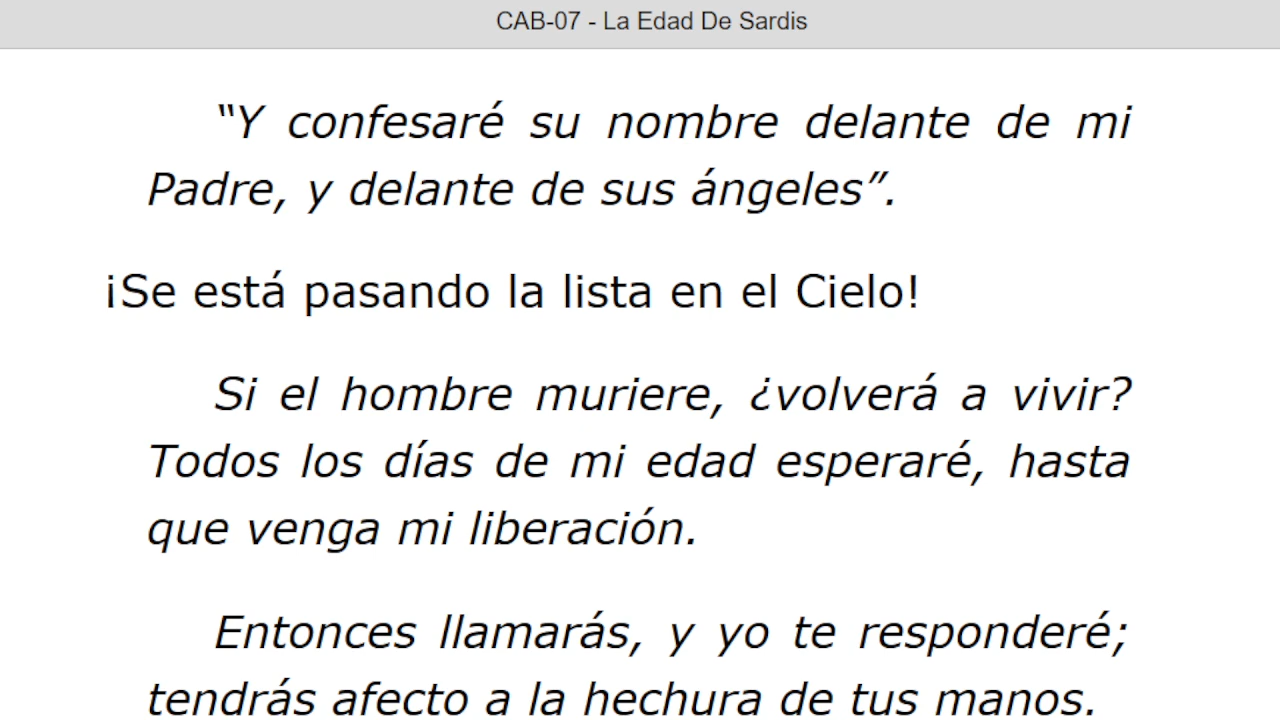 CAB-07 - La Edad De Sardis
“Y confesaré su nombre delante de mi
Padre, y delante de sus ángeles”.
¡Se está pasando la lista en el Cielo!
Si el hombre muriere, ¿volverá a vivir?
Todos los días de mi edad esperaré, hasta
que venga mi liberación.
Entonces llamarás, y yo te responderé;
tendrás afecto a la hechura de tus manos.